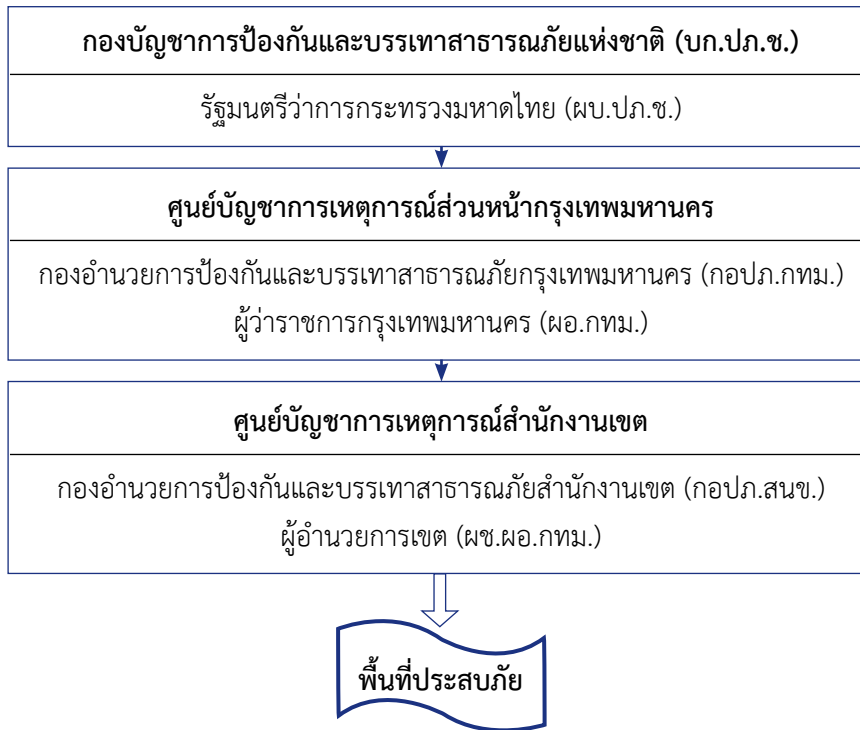 กองบัญชาการป้องกันและบรรเทาสาธารณภัยแห่งชาติ (บก.ปภ.ช.)
รัฐมนตรีว่าการกระทรวงมหาดไทย (ผบ.ปภ.ช.)
ศูนย์บัญชาการเหตุการณ์ส่วนหน้ากรุงเทพมหานคร
กองอำนวยการป้องกันและบรรเทาสาธารณภัยกรุงเทพมหานคร (กอปภ.กทม.)
ผู้ว่าราชการกรุงเทพมหานคร (ผอ.กทม.)
ศูนย์บัญชาการเหตุการณ์สำนักงานเขต
กองอำนวยการป้องกันและบรรเทาสาธารณภัยสำนักงานเขต (กอปภ.สนข.)
ผู้อำนวยการเขต (ผช.ผอ.กทม.)
พื้นที่ประสบภัย